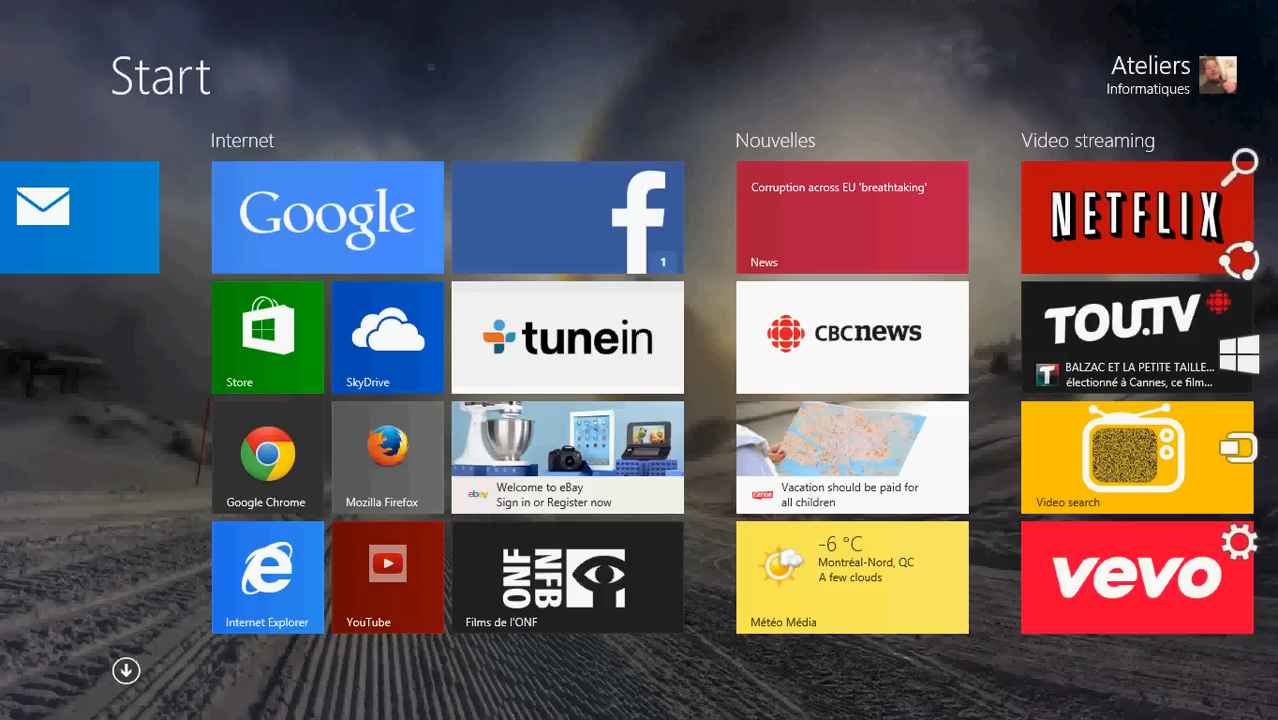 Start
Ateliers
Informatiques
Internet
Google
f
1
Store
SkyDrive
tunein
Google Chrome
Mozilla Firefox
ebay
Welcome to eBay
Sign in or Register now
Internet Explorer
YouTube
ONF
NFB
Films de l'ONF
Nouvelles
Corruption across EU 'breathtaking'
News
CBCnews
canoe
Vacation should be paid for
all children
-6 °C
Montréal-Nord, QC
A few clouds
Météo Média
Video streaming
NETFLIX
TOU.TV
T
BALZAC ET LA PETITE TAILLE...
électionné à Cannes, ce film...
Video search
vevo